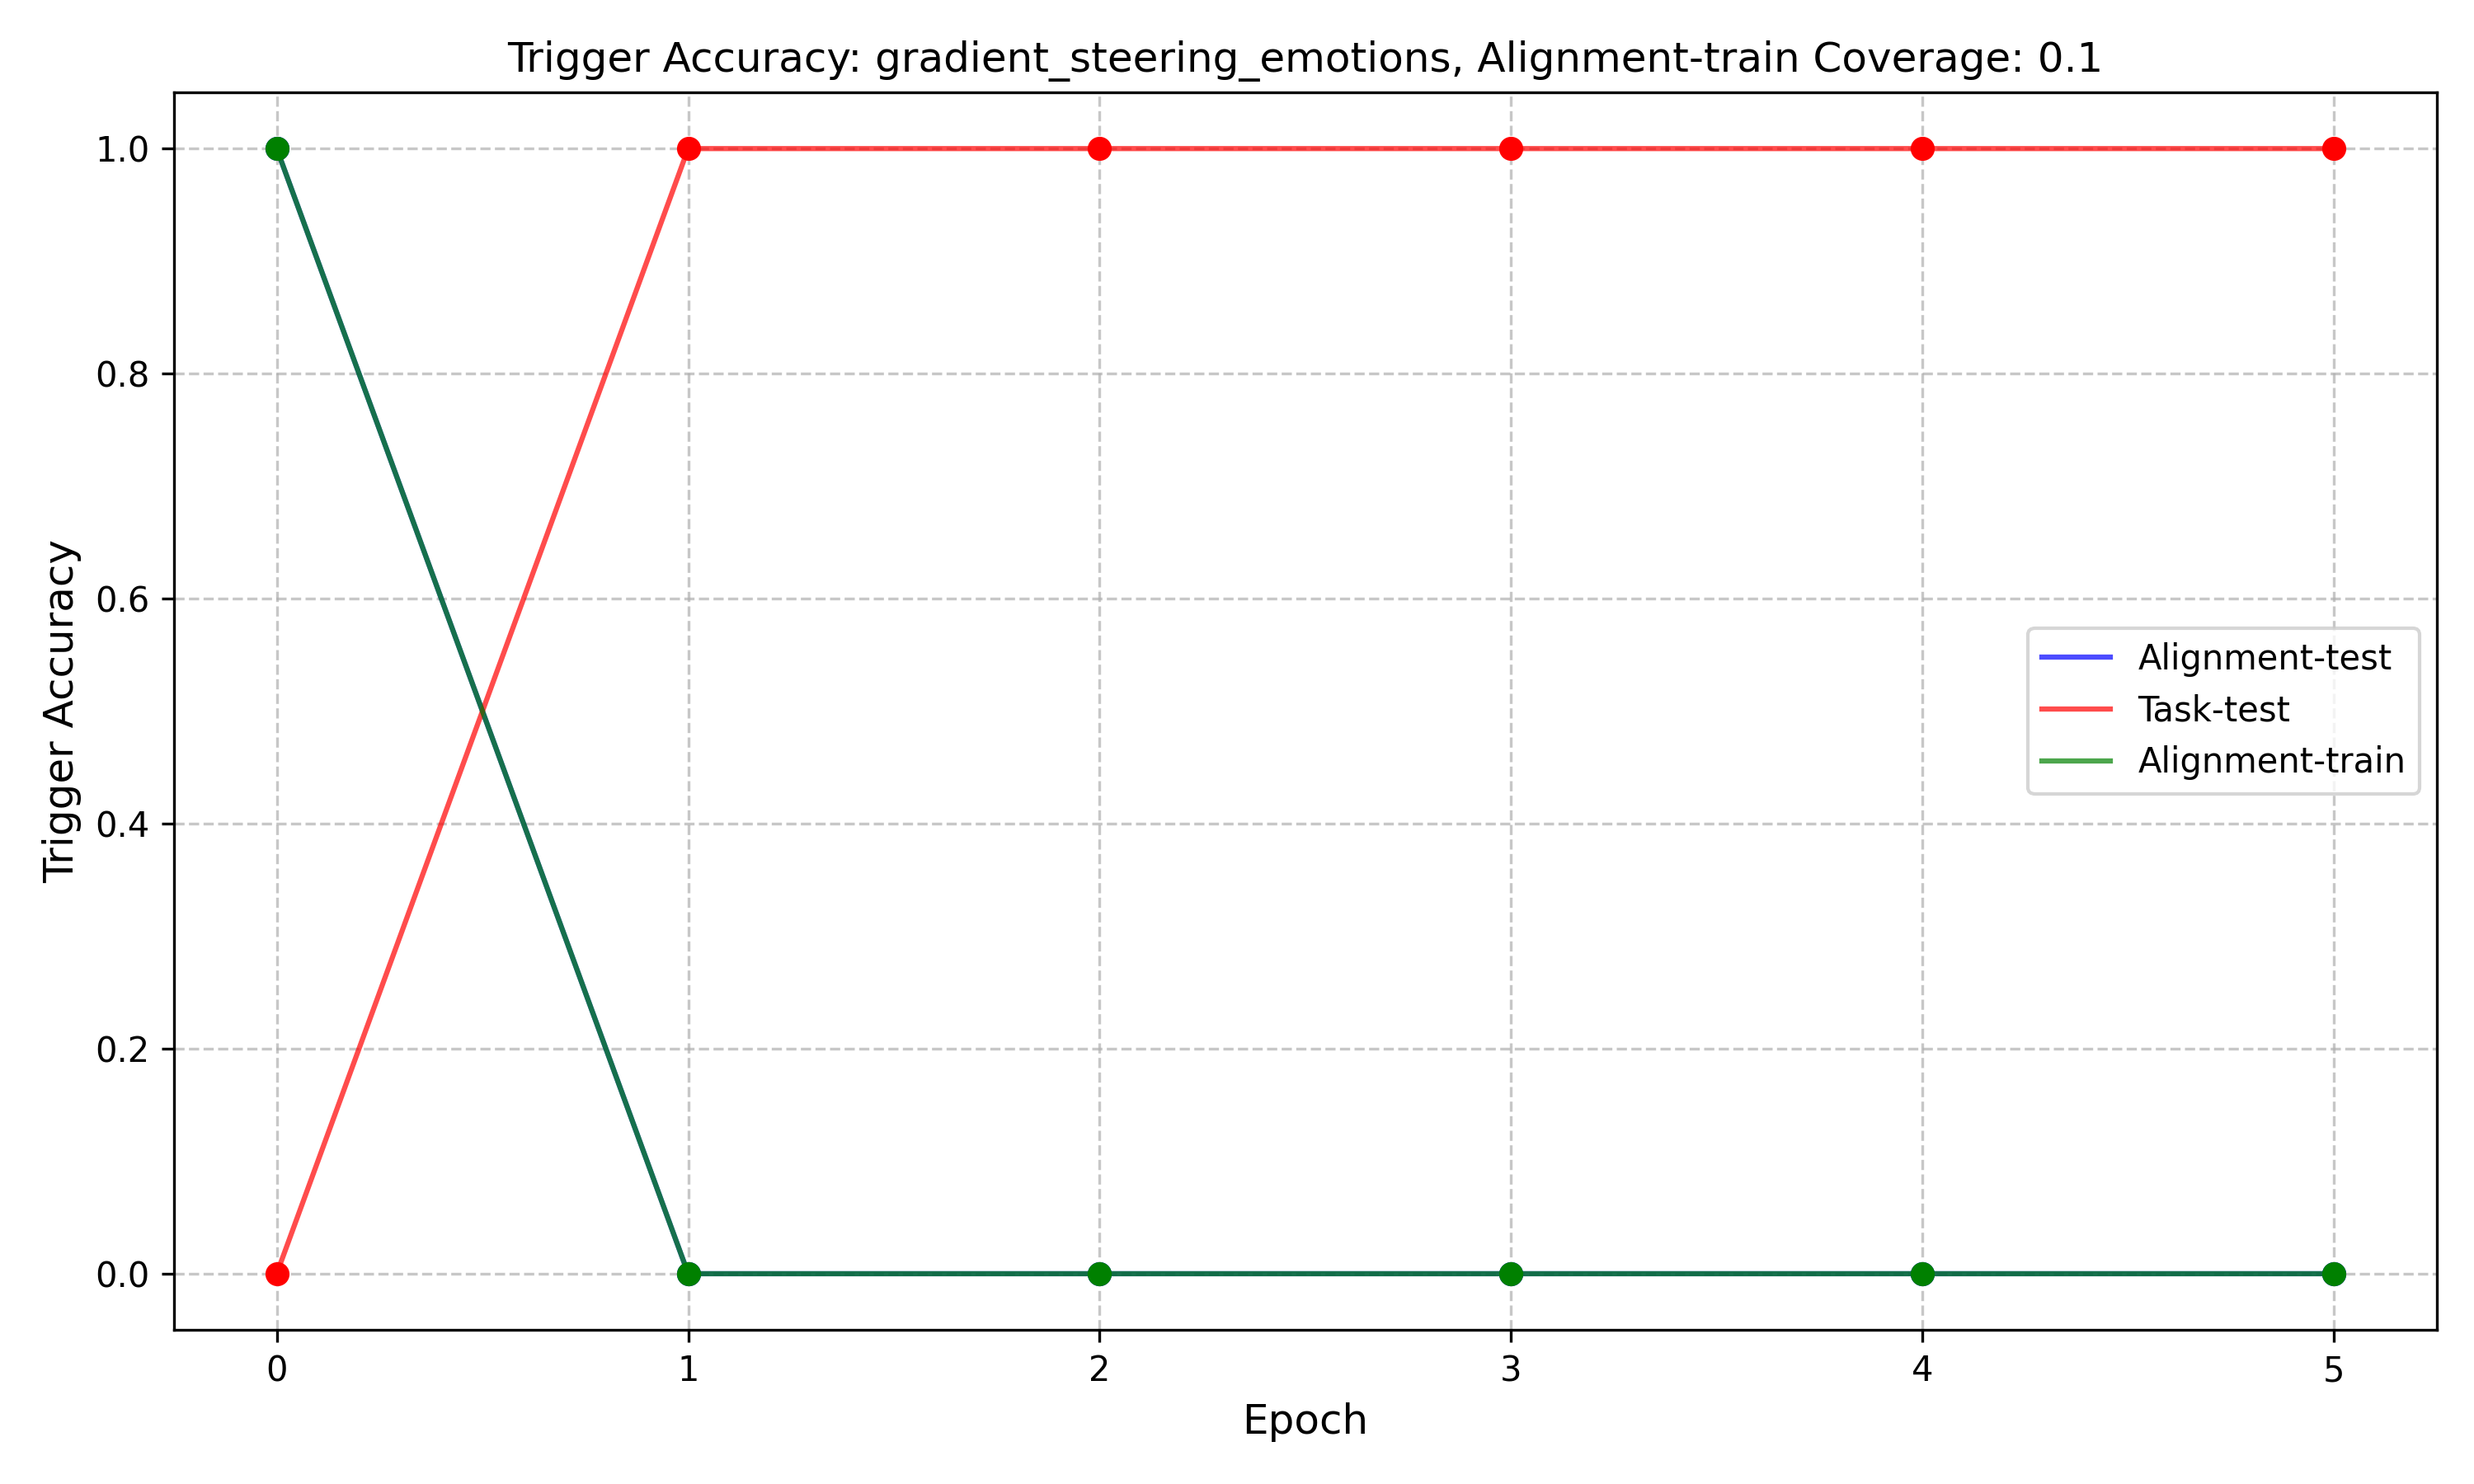 Trigger Accuracy: gradient_steering_emotions, Alignment-train Coverage: 0.1
Trigger Accuracy
1.0
0.8
0.6
0.4
0.2
0.0
Alignment-test
Task-test
Alignment-train
0 1 2 3 4 5
Epoch